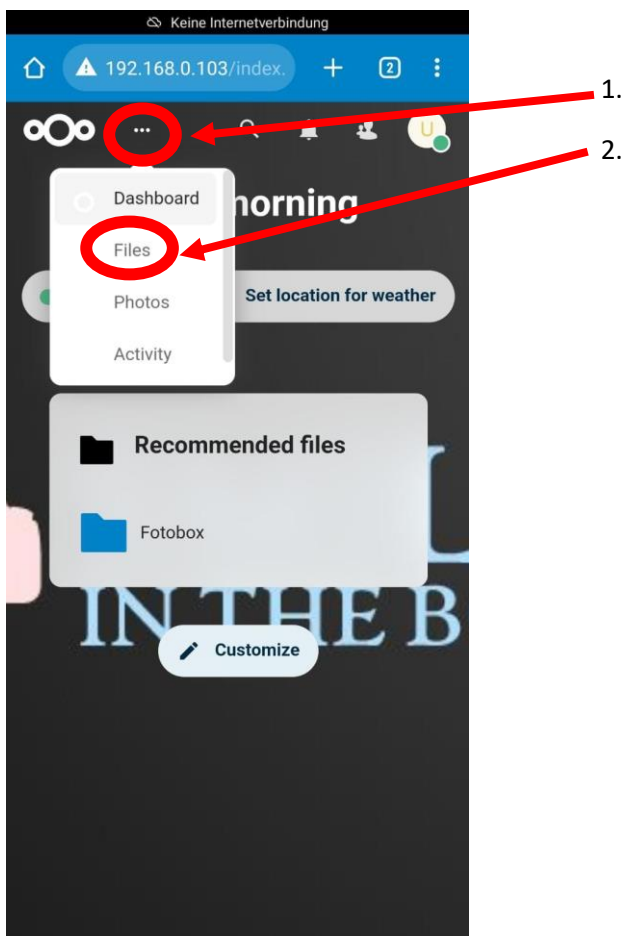 Keine Internetverbindung
192.168.0.103/index.
2
1.
U
2.
Dashboard
morning
Files
Set location for weather
Photos
Activity
Recommended files
Fotobox
IN THE B
Customize